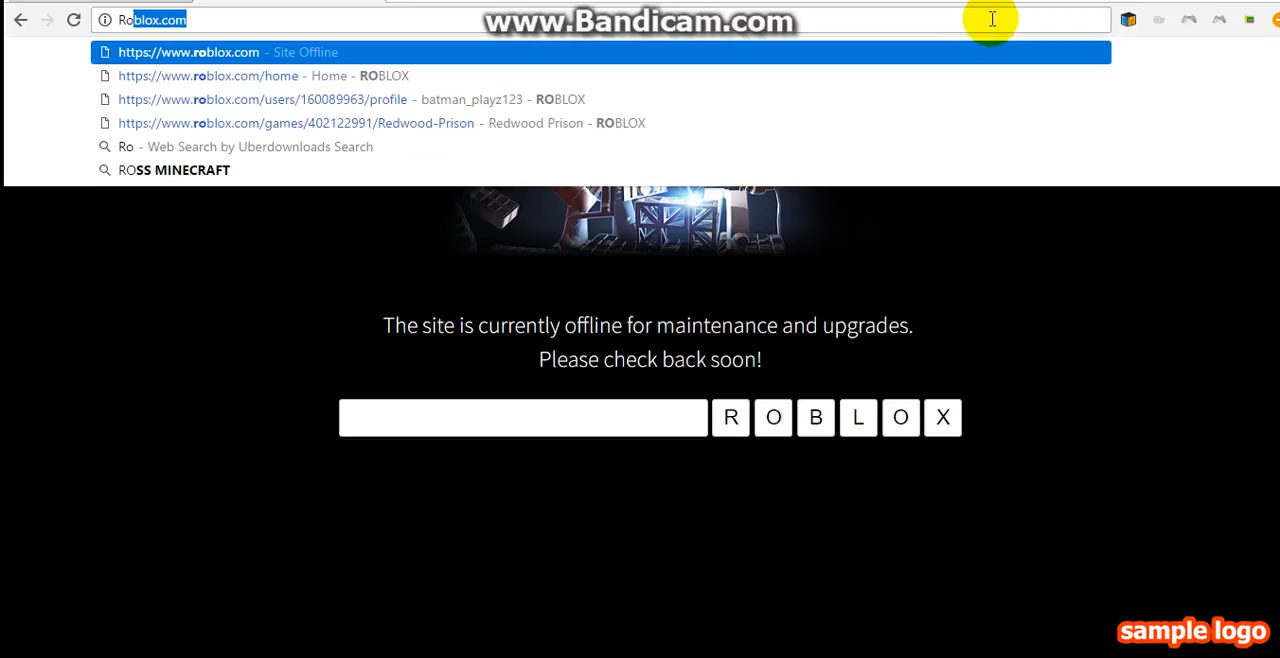 www.Bandicam.com
Roblox.com
https://www.roblox.com - Site Offline
https://www.roblox.com/home - Home - ROBLOX
https://www.roblox.com/users/160089963/profile - batman_playz123 - ROBLOX
https://www.roblox.com/games/402122991/Redwood-Prison - Redwood Prison - ROBLOX
Ro - Web Search by Uberdownloads Search
ROSS MINECRAFT
The site is currently offline for maintenance and upgrades.
Please check back soon!
R O B L O X
sample logo